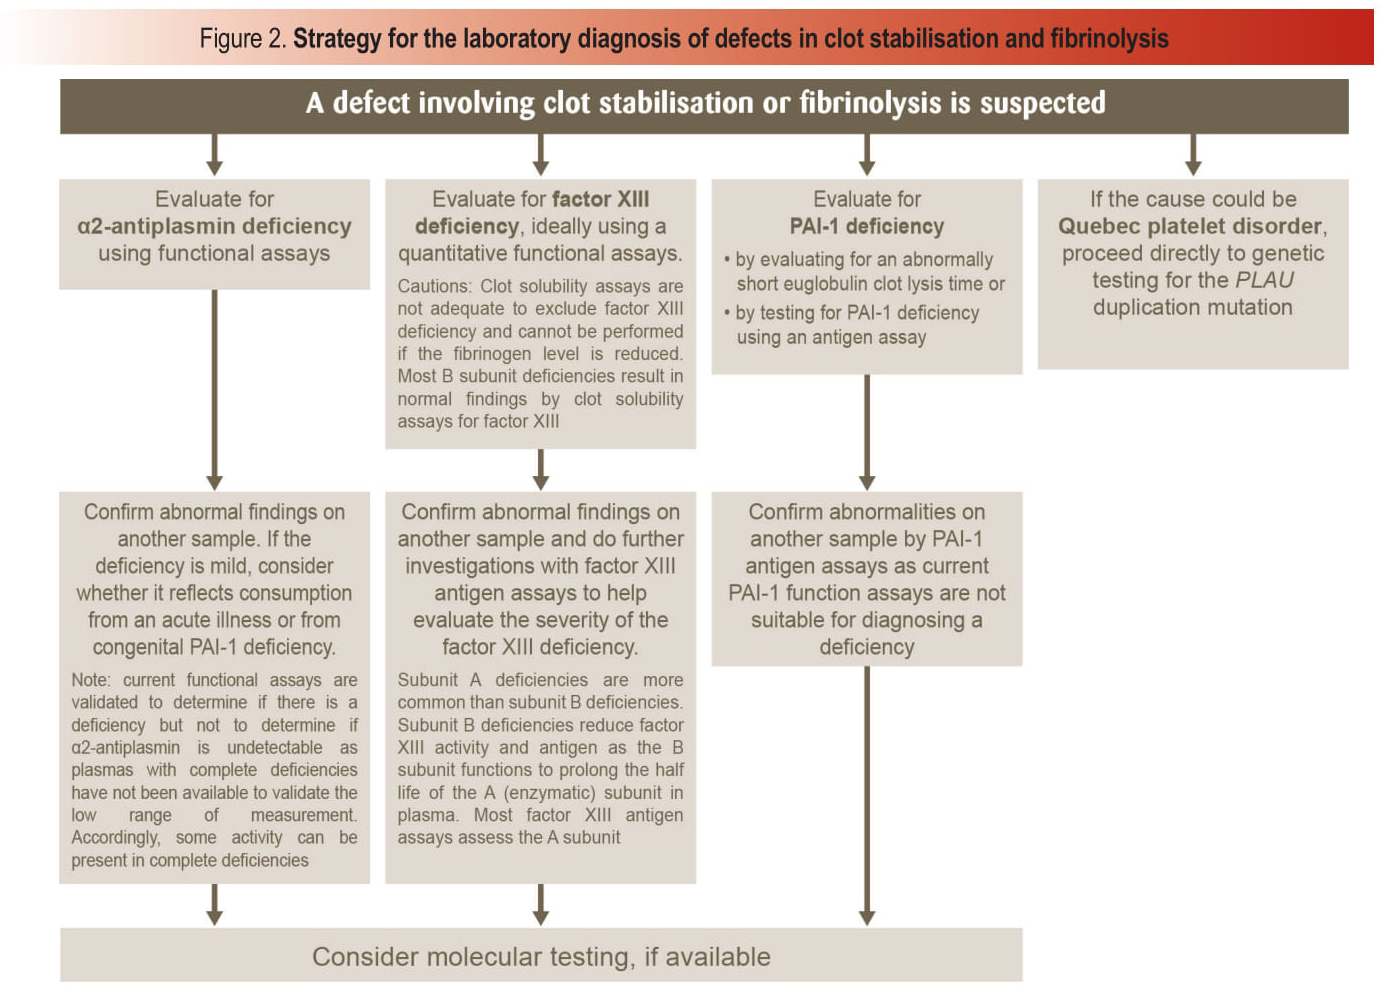 Figure 2. Strategy for the laboratory diagnosis of defects in clot stabilisation and fibrinolysis
A defect involving clot stabilisation or fibrinolysis is suspected
Evaluate for
α2-antiplasmin deficiency
using functional assays
Confirm abnormal findings on
another sample. If the
deficiency is mild, consider
whether it reflects consumption
from an acute illness or from
congenital PAI-1 deficiency.
Note: current functional assays are
validated to determine if there is a
deficiency but not to determine if
α2-antiplasmin is undetectable as
plasmas with complete deficiencies
have not been available to validate the
low range of measurement.
Accordingly, some activity can be
present in complete deficiencies
Evaluate for factor XIII
deficiency, ideally using a
quantitative functional assays.
Cautions: Clot solubility assays are
not adequate to exclude factor XIII
deficiency and cannot be performed
if the fibrinogen level is reduced.
Most B subunit deficiencies result in
normal findings by clot solubility
assays for factor XIII
Confirm abnormal findings on
another sample and do further
investigations with factor XIII
antigen assays to help
evaluate the severity of the
factor XIII deficiency.
Subunit A deficiencies are more
common than subunit B deficiencies.
Subunit B deficiencies reduce factor
XIII activity and antigen as the B
subunit functions to prolong the half
life of the A (enzymatic) subunit in
plasma. Most factor XIII antigen
assays assess the A subunit
Evaluate for
PAI-1 deficiency
• by evaluating for an abnormally
short euglobulin clot lysis time or
• by testing for PAI-1 deficiency
using an antigen assay
Confirm abnormalities on
another sample by PAI-1
antigen assays as current
PAI-1 function assays are not
suitable for diagnosing a
deficiency
If the cause could be
Quebec platelet disorder,
proceed directly to genetic
testing for the PLAU
duplication mutation
Consider molecular testing, if available